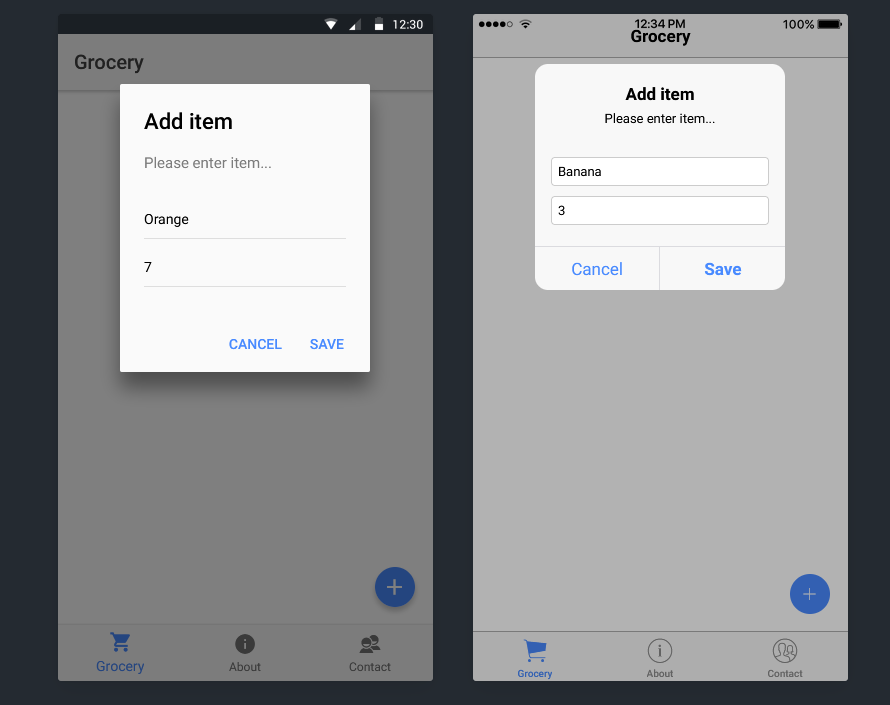 12:30
Grocery
Add item
Please enter item...
Orange
7
CANCEL SAVE
Grocery About Contact
12:34 PM 100%
Grocery
Add item
Please enter item...
Banana
3
Cancel Save
Grocery About Contact